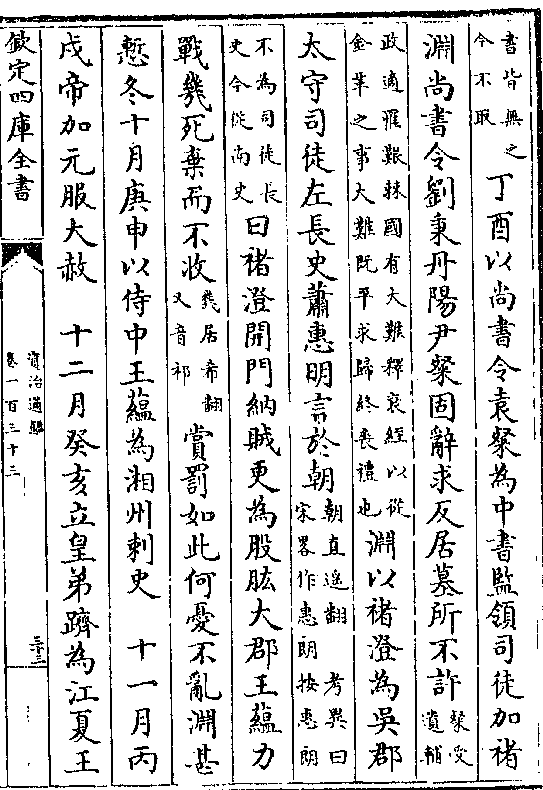 書皆無之
今不取
丁酉以尚書令袁粲為中書監領司徒加褚
淵尚書令劉秉丹陽尹粲固辭求反居墓所不許
粲受
遺輔
政適罹艱棘國有大難釋衰絰以從
金革之事大難既平求歸終喪禮也
淵以褚澄為吳郡
太守司徒左長史蕭惠明言於朝
朝直遥翻 考異曰
宋畧作惠朗按惠朗
不為司徒長
史今從南史
曰褚澄開門納賊更為股肱大郡王蘊力
戰幾死棄而不收
幾居希翻
又音祁
賞罰如此何憂不亂淵甚
慙冬十月庚申以侍中王蘊為湘州刺史 十一月丙
戌帝加元服大赦 十二月癸亥立皇弟躋為江夏王
欽定四庫全書
資治通鑑
卷一百三十三